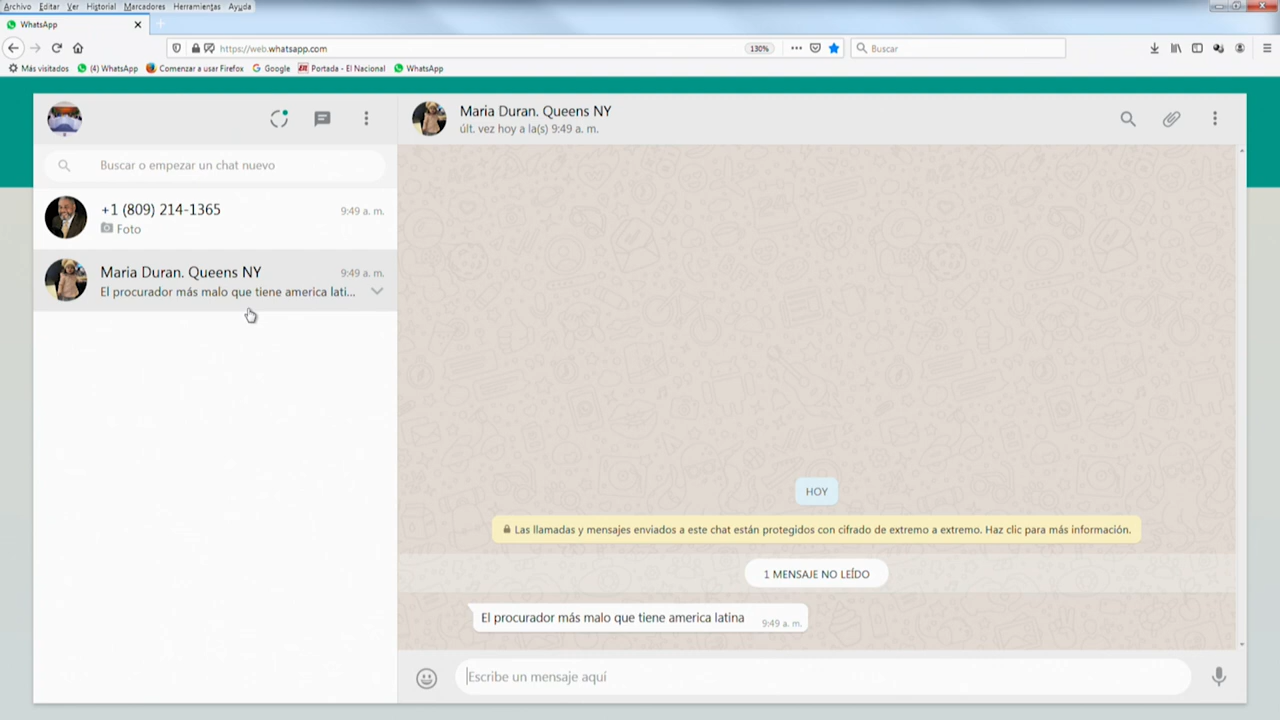 Archivo Editar Ver Historial Marcadores Herramientas Ayuda
WhatsApp
https://web.whatsapp.com
130%
Buscar
Más visitados (4) WhatsApp Comenzar a usar Firefox Google Portada - El Nacional WhatsApp
Maria Duran. Queens NY
últ. vez hoy a la(s) 9:49 a. m.
Buscar o empezar un chat nuevo
+1 (809) 214-1365 9:49 a. m.
Foto
Maria Duran. Queens NY 9:49 a. m.
El procurador más malo que tiene america lati...
HOY
Las llamadas y mensajes enviados a este chat están protegidos con cifrado de extremo a extremo. Haz clic para más información.
1 MENSAJE NO LEÍDO
El procurador más malo que tiene america latina 9:49 a. m.
Escribe un mensaje aquí